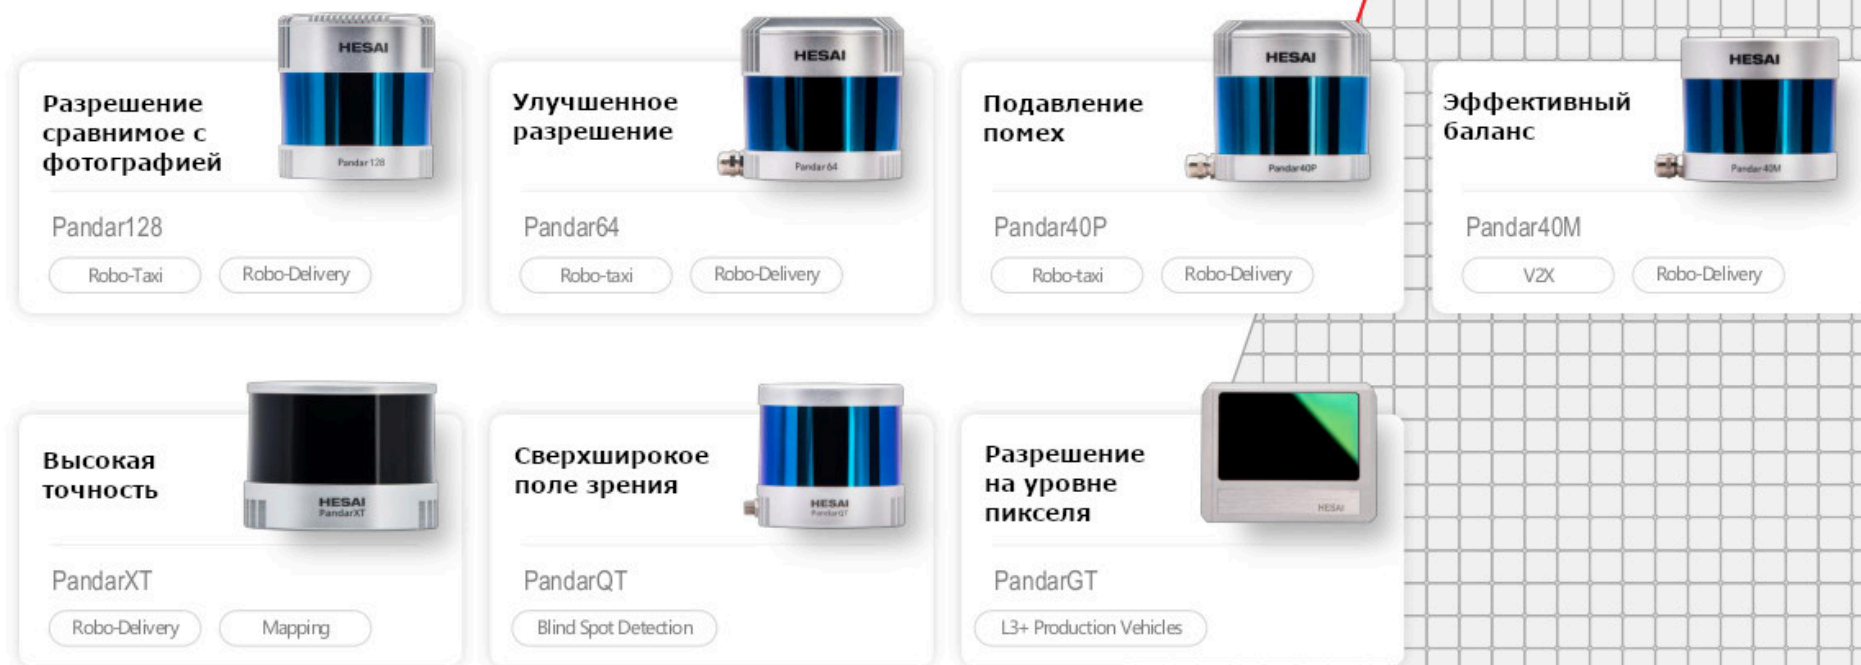 HESAI
Pandar128
Разрешение
сравнимое с
фотографией
Pandar128
Robo-Taxi
Robo-Delivery
HESAI
Pandar64
Улучшенное
разрешение
Pandar64
Robo-taxi
Robo-Delivery
HESAI
Pandar40P
Подавление
помех
Pandar40P
Robo-taxi
Robo-Delivery
HESAI
Pandar40M
Эффективный
баланс
Pandar40M
V2X
Robo-Delivery
HESAI
PandarXT
Высокая
точность
PandarXT
Robo-Delivery
Mapping
HESAI
PandarQT
Сверхширокое
поле зрения
PandarQT
Blind Spot Detection
HESAI
Разрешение
на уровне
пикселя
PandarGT
L3+ Production Vehicles